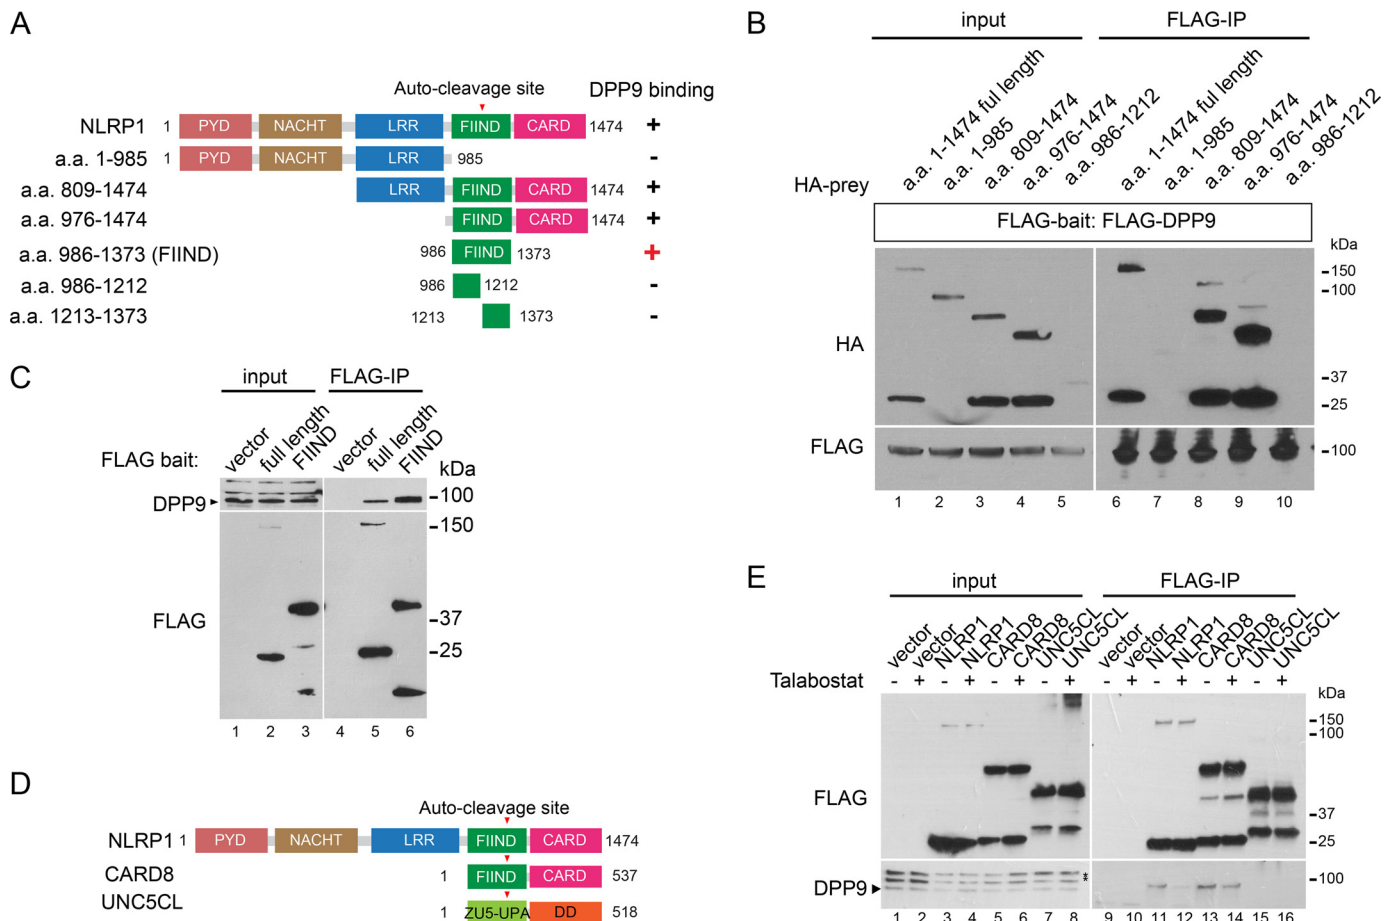 A
Auto-cleavage site
DPP9 binding
NLRP1 1 PYD NACHT LRR FIIND CARD 1474 +
a.a. 1-985 1 PYD NACHT LRR 985 -
a.a. 809-1474 LRR FIIND CARD 1474 +
a.a. 976-1474 FIIND CARD 1474 +
a.a. 986-1373 (FIIND) 986 FIIND 1373 +
a.a. 986-1212 986 1212 -
a.a. 1213-1373 1213 1373 -
B
input FLAG-IP
HA-prey a.a. 1-1474 ful length a.a. 1-985 a.a. 809-1474 a.a. 976-1474 a.a. 986-1212 a.a. 1-1474 ful length a.a. 1-985 a.a. 809-1474 a.a. 976-1474 a.a. 986-1212
FLAG-bait: FLAG-DPP9
kDa
-150
-100
HA
-37
-25
FLAG -100
1 2 3 4 5 6 7 8 9 10
C
input FLAG-IP
FLAG bait: vector full length FIIND vector full length FIIND
kDa
DPP9 -100
-150
FLAG -37
-25
1 2 3 4 5 6
D
Auto-cleavage site
NLRP1 1 PYD NACHT LRR FIIND CARD 1474
CARD8 1 FIIND CARD 537
UNC5CL 1 ZU5-UPA DD 518
E
input FLAG-IP
vector vector NLRP1 NLRP1 CARD8 CARD8 UNC5CL UNC5CL vector vector NLRP1 NLRP1 CARD8 CARD8 UNC5CL UNC5CL
Talabostat - + - + - + - + - + - + - + - +
kDa
-150
-100
FLAG
-37
-25
*
*
DPP9 -100
1 2 3 4 5 6 7 8 9 10 11 12 13 14 15 16